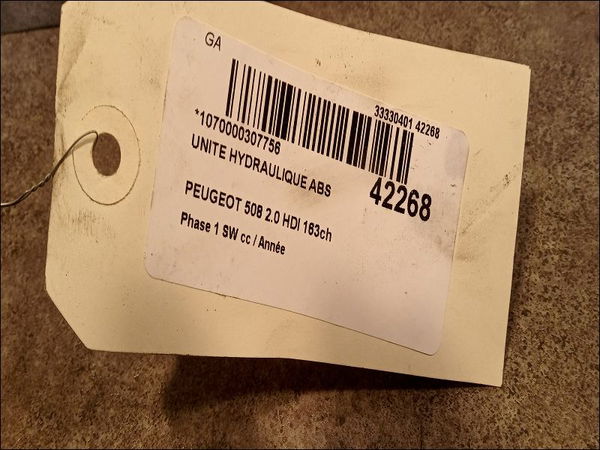 GA
33330401 42268
*1070000307756
UNITE HYDRAULIQUE ABS
42268
PEUGEOT 508 2.0 HDI 163ch
Phase 1 SW cc / Année